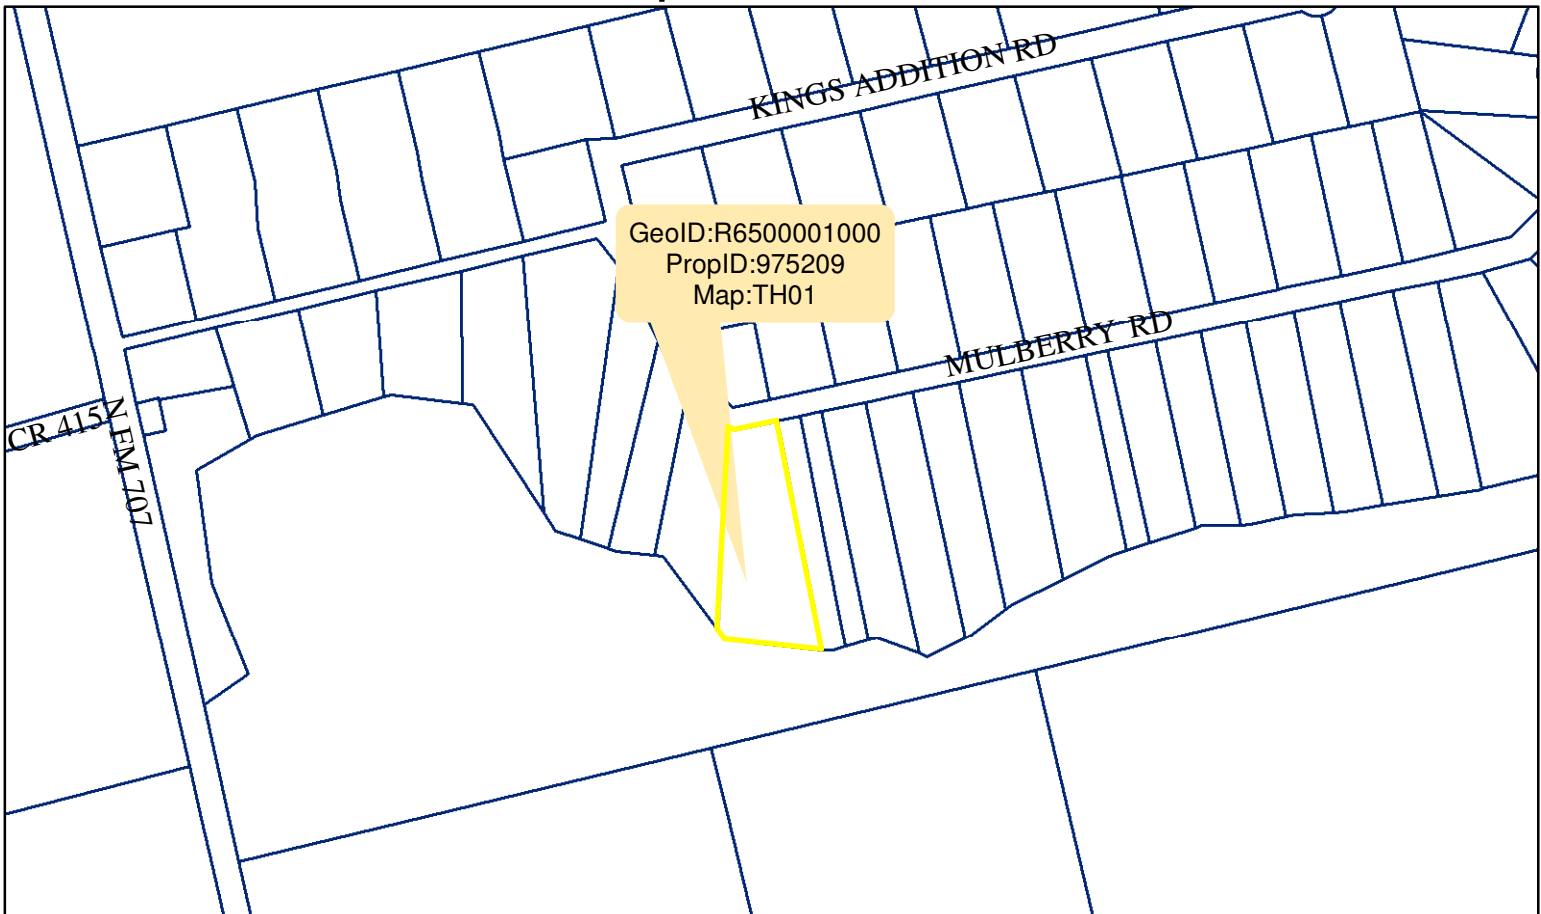 KINGS ADDITION RD
GeoID:R6500001000
PropID:975209
Map:TH01
MULBERRY RD
CR 415
N FM 707